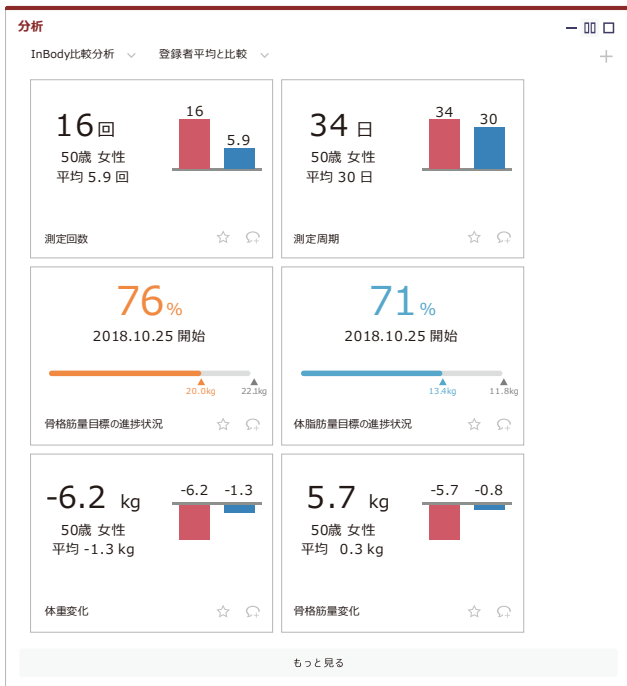 分析
InBody比較分析 登録者平均と比較
16回
50歳 女性
平均 5.9 回
16
5.9
測定回数
34 日
50歳 女性
平均 30 日
34
30
測定周期
76%
2018.10.25 開始
20.0kg
22.1kg
骨格筋量目標の進捗状況
71%
2018.10.25 開始
13.4kg
11.8kg
体脂肪量目標の進捗状況
-6.2 kg
50歳 女性
平均 -1.3 kg
-6.2
-1.3
体重変化
5.7 kg
50歳 女性
平均 0.3 kg
-5.7
-0.8
骨格筋量変化
もっと見る